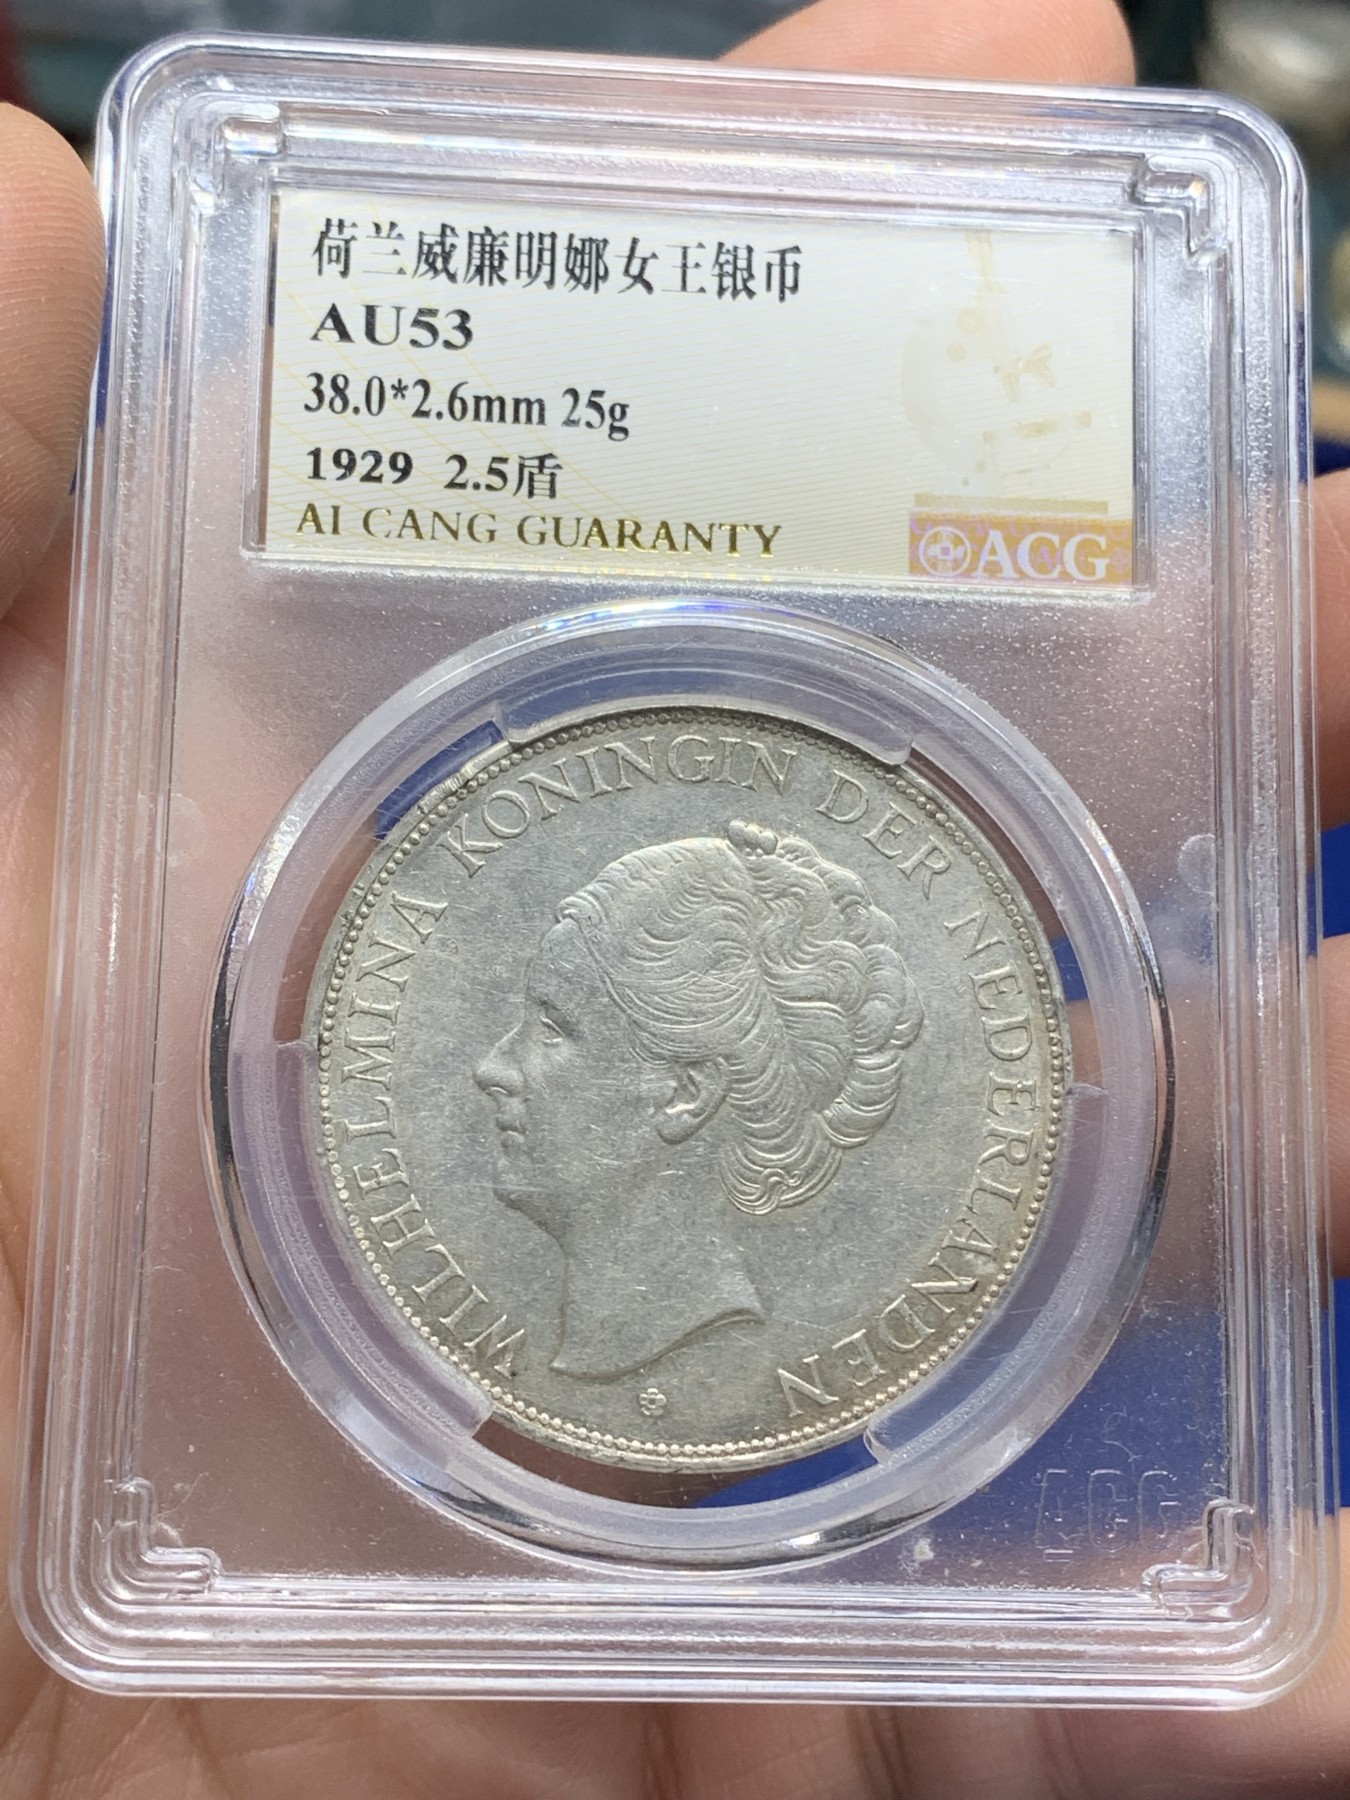 荷兰威廉明娜女王银币
AU53
38.0*2.6mm 25g
1929 2.5盾
AI CANG GUARANTY
ACG
WILHELMINA KONINGIN DER NEDERLANDEN
ACG